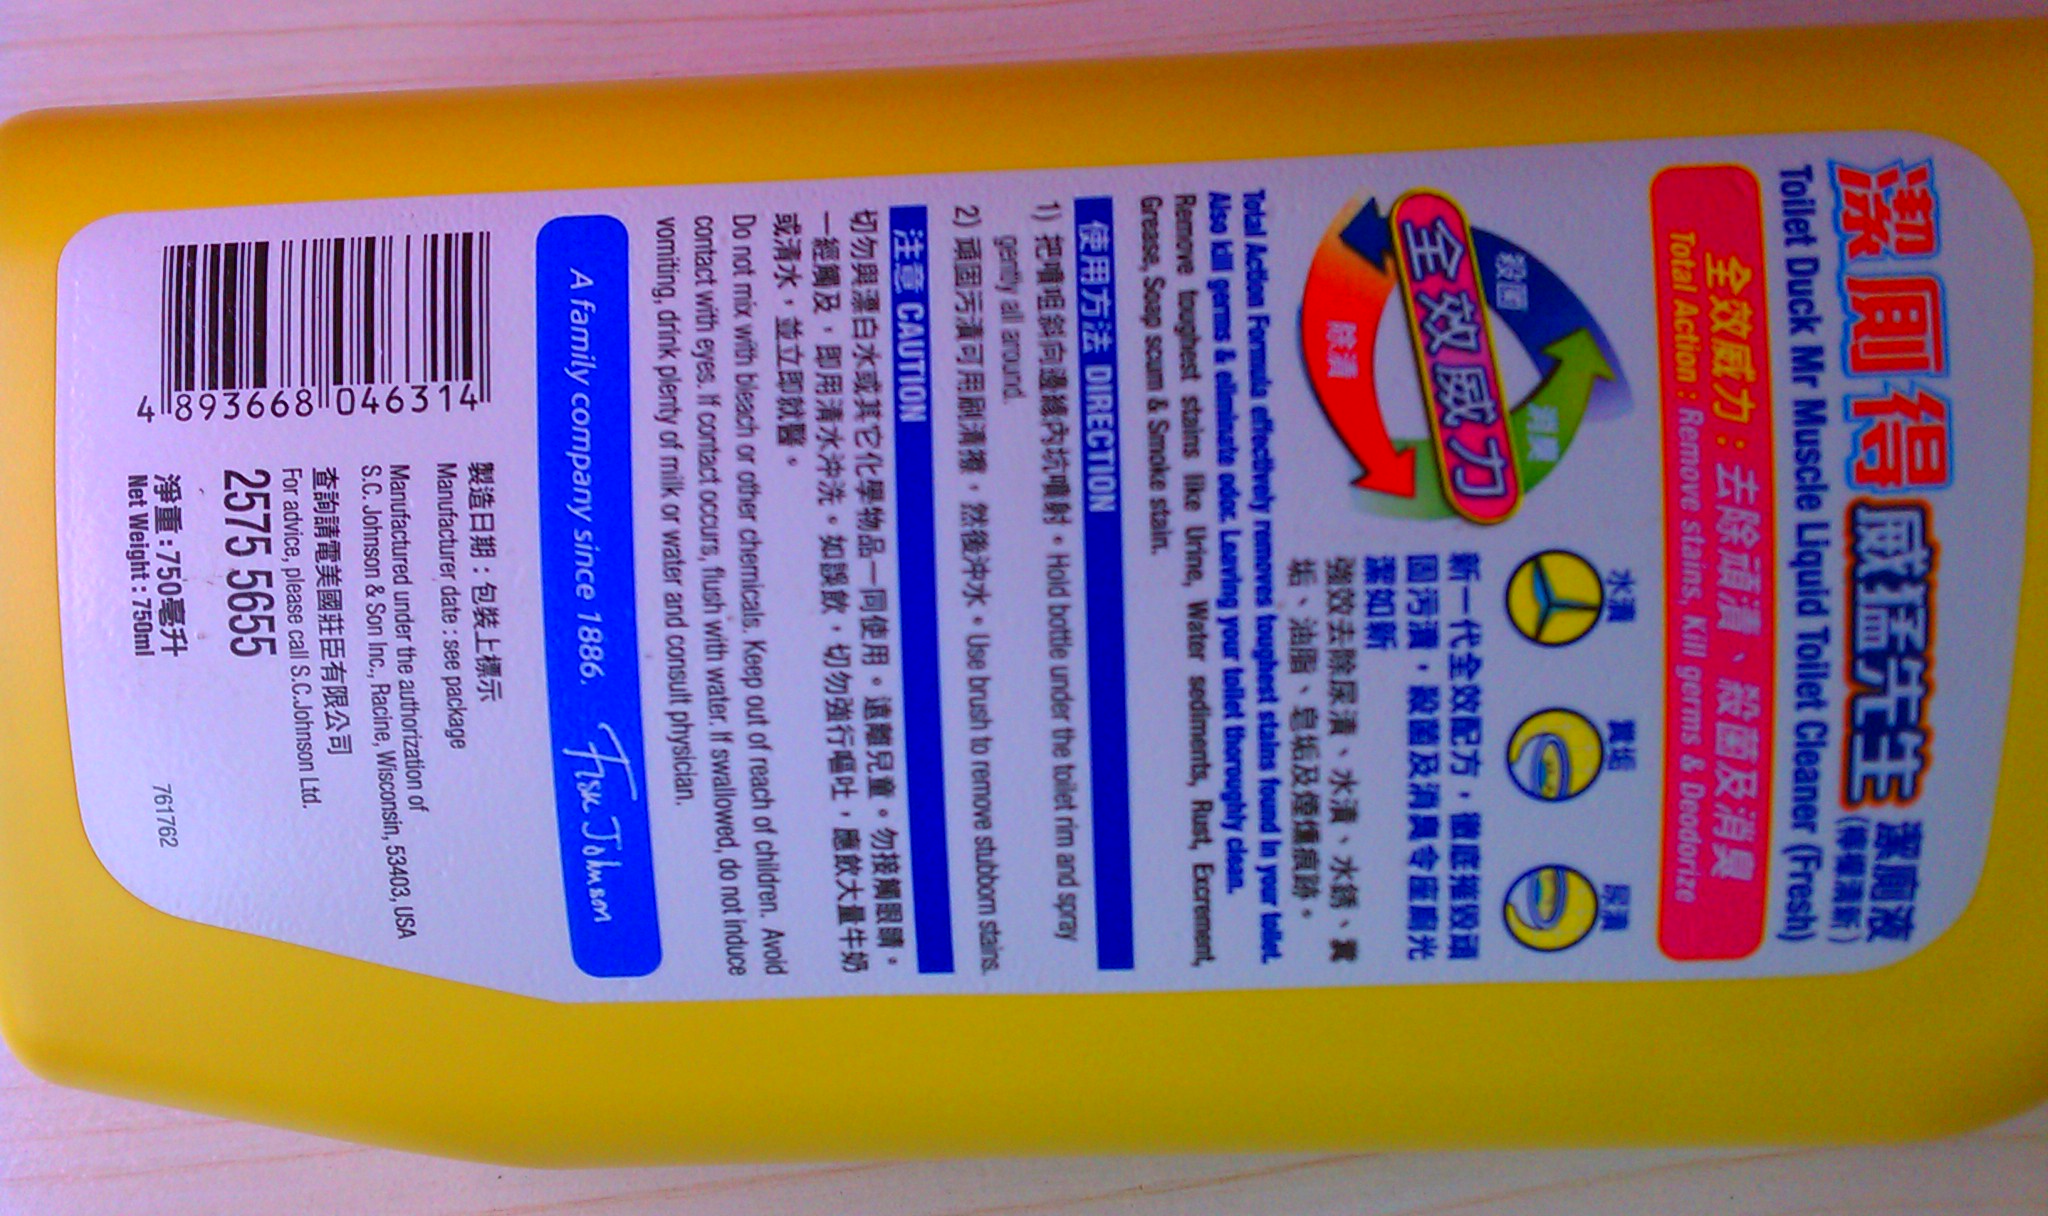 潔廁得 威猛先生 潔廁液
(檸檬清新)
Toilet Duck Mr Muscle Liquid Toilet Cleaner (Fresh)
全效威力：去除頑漬、殺菌及消臭
Total Action : Remove stains, Kill germs & Deodorize
殺菌
消臭
除漬
全效威力
水漬
黃垢
尿漬
新一代全效配方，徹底摧毀頑
固污漬，殺菌及消臭令座廁光
潔如新
強效去除尿漬、水漬、水銹、糞
垢、油脂、皂垢及煙燻痕跡。
Total Action Formula effectively removes toughest stains found in your toilet.
Also kill germs & eliminate odor. Leaving your toilet thoroughly clean.
Remove toughest stains like Urine, Water sediments, Rust, Excrement,
Grease, Soap scum & Smoke stain.
使用方法 DIRECTION
1) 把噴咀斜向邊緣內坑噴射。Hold bottle under the toilet rim and spray
gently all around.
2) 頑固污漬可用刷清擦，然後沖水。Use brush to remove stubborn stains.
注意 CAUTION
切勿與漂白水或其它化學物品一同使用。遠離兒童。勿接觸眼睛。
一經觸及，即用清水沖洗。如誤飲，切勿強行嘔吐，應飲大量牛奶
或清水，並立即就醫。
Do not mix with bleach or other chemicals. Keep out of reach of children. Avoid
contact with eyes. If contact occurs, flush with water. If swallowed, do not induce
vomiting, drink plenty of milk or water and consult physician.
A family company since 1886. Fisk Johnson
4 893668 046314
製造日期：包裝上標示
Manufacturer date : see package
Manufactured under the authorization of
S.C. Johnson & Son Inc., Racine, Wisconsin, 53403, USA
查詢請電美國莊臣有限公司
For advice, please call S.C.Johnson Ltd.
2575 5655
淨重 : 750毫升
Net Weight : 750ml
761762